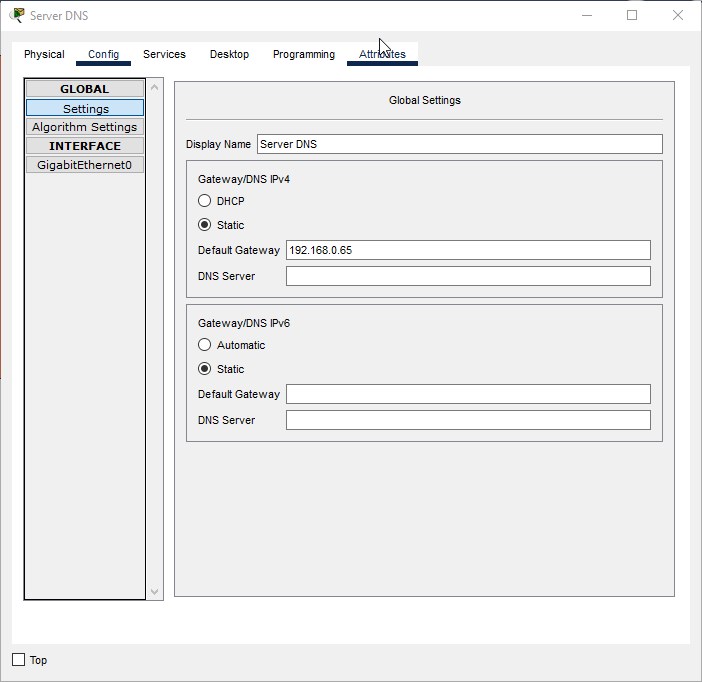 Server DNS
Physical Config Services Desktop Programming Attributes
GLOBAL
Settings
Algorithm Settings
INTERFACE
GigabitEthernet0
Global Settings
Display Name Server DNS
Gateway/DNS IPv4
DHCP
Static
Default Gateway 192.168.0.65
DNS Server
Gateway/DNS IPv6
Automatic
Static
Default Gateway
DNS Server
Top